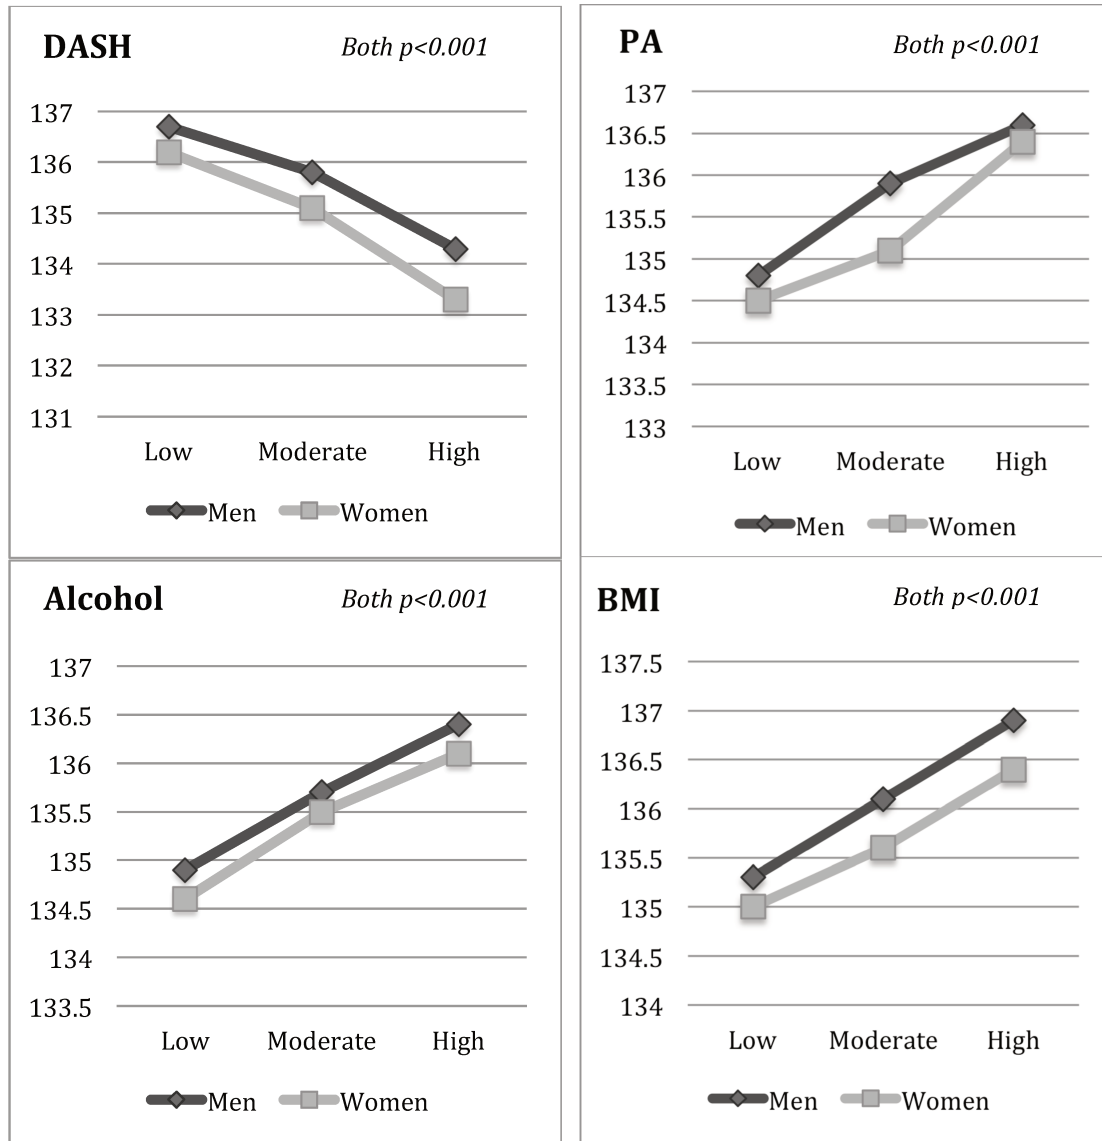 DASH
Both p<0.001
137
136
135
134
133
132
131
Low Moderate High
Men Women
PA
Both p<0.001
137
136.5
136
135.5
135
134.5
134
133.5
133
Low Moderate High
Men Women
Alcohol
Both p<0.001
137
136.5
136
135.5
135
134.5
134
133.5
Low Moderate High
Men Women
BMI
Both p<0.001
137.5
137
136.5
136
135.5
135
134.5
134
Low Moderate High
Men Women